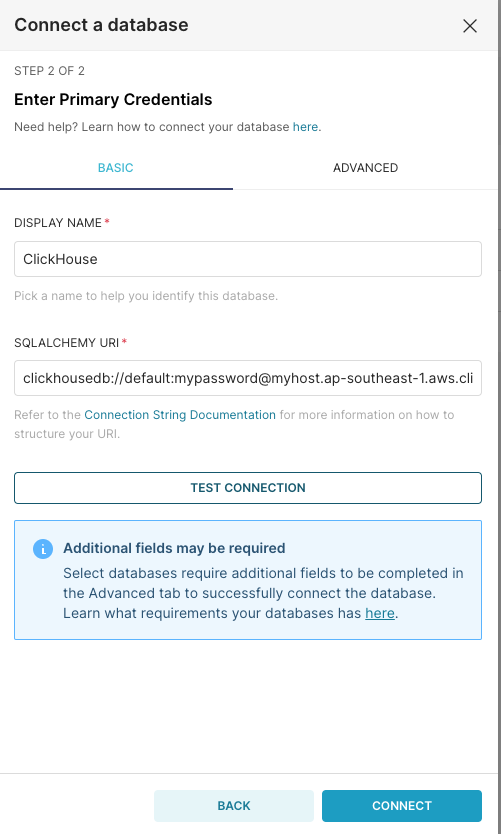 Connect a database
STEP 2 OF 2
Enter Primary Credentials
Need help? Learn how to connect your database here.
BASIC
ADVANCED
DISPLAY NAME *
ClickHouse
Pick a name to help you identify this database.
SQLALCHEMY URI *
clickhousedb://default:mypassword@myhost.ap-southeast-1.aws.cli
Refer to the Connection String Documentation for more information on how to
structure your URI.
TEST CONNECTION
Additional fields may be required
Select databases require additional fields to be completed in
the Advanced tab to successfully connect the database.
Learn what requirements your databases has here.
BACK
CONNECT